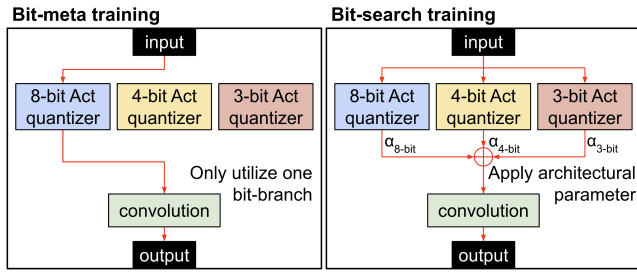 Bit-meta training
input
8-bit Act
quantizer
4-bit Act
quantizer
3-bit Act
quantizer
Only utilize one
bit-branch
convolution
output
Bit-search training
input
8-bit Act
quantizer
4-bit Act
quantizer
3-bit Act
quantizer
α8-bit
α4-bit
α3-bit
Apply architectural
parameter
convolution
output